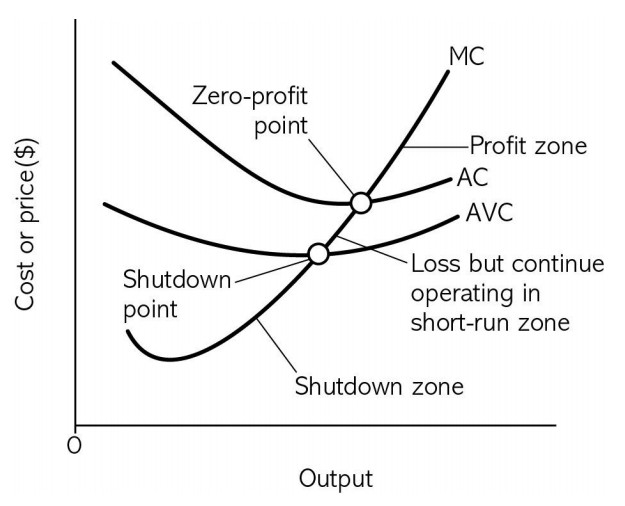 MC
Zero-profit
point
Profit zone
AC
AVC
Cost or price($)
Shutdown
point
Loss but continue
operating in
short-run zone
Shutdown zone
O
Output